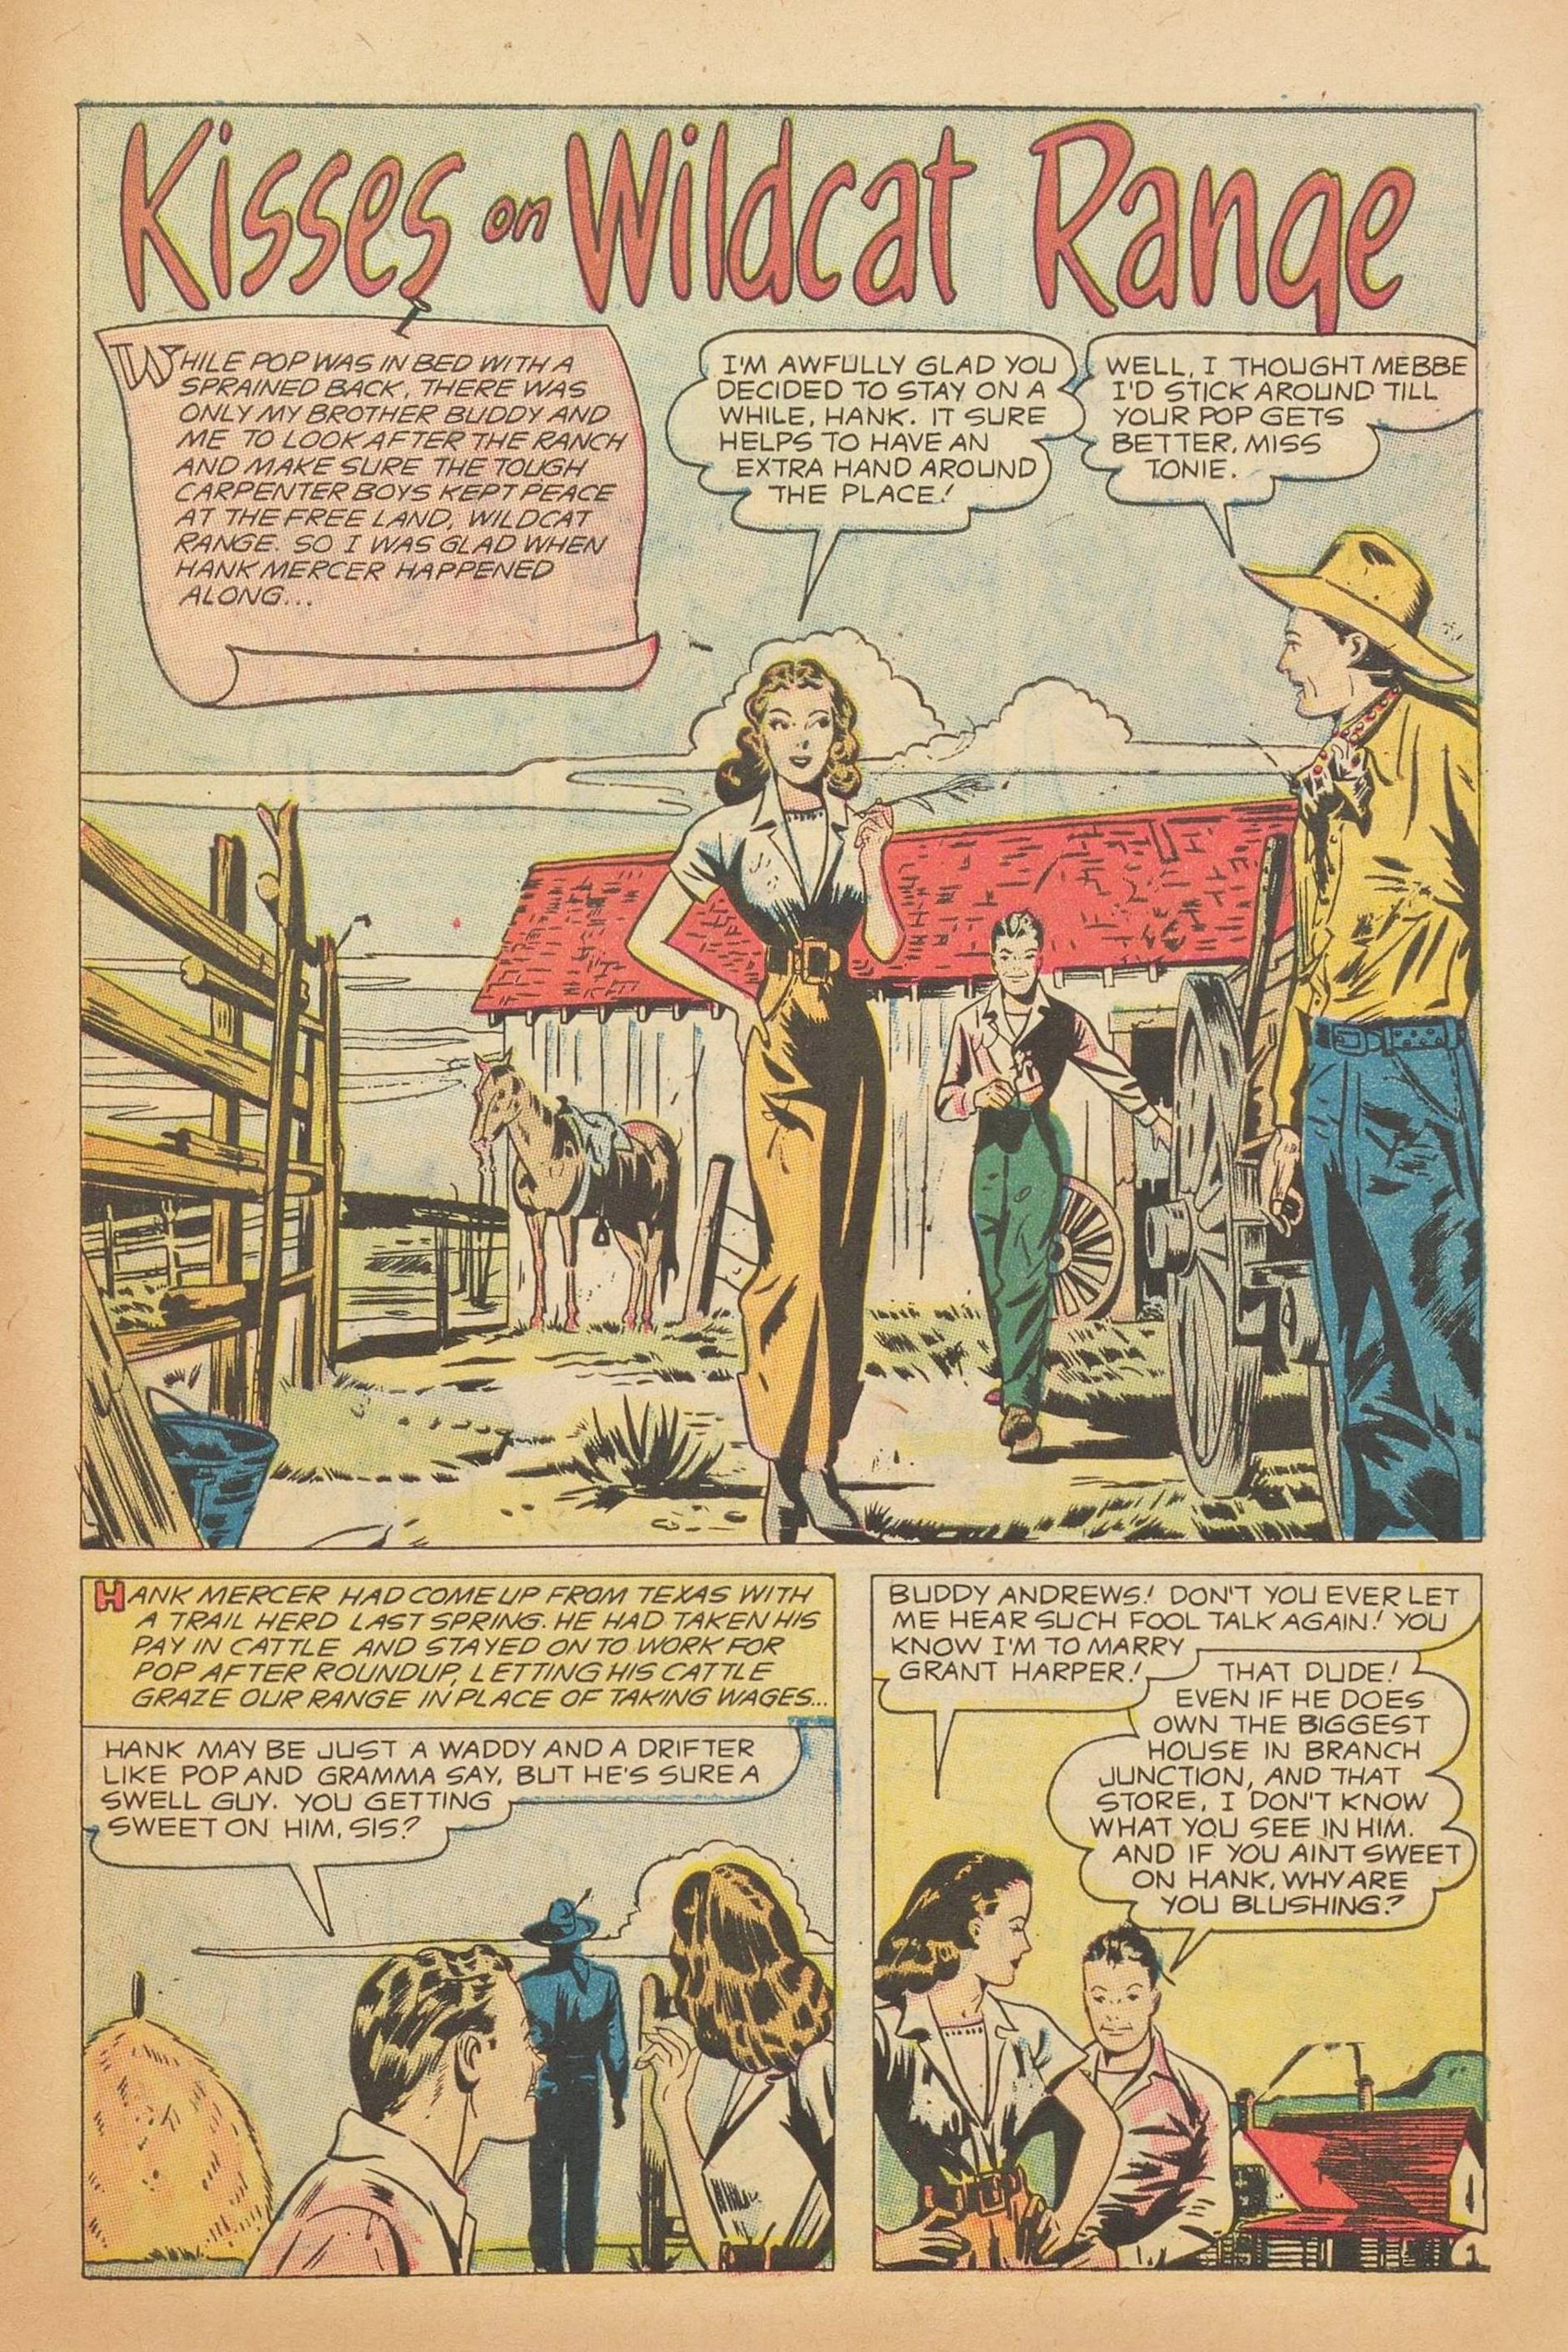 Kisses on Wildcat Range
WHILE POP WAS IN BED WITH A
SPRAINED BACK, THERE WAS
ONLY MY BROTHER BUDDY AND
ME TO LOOK AFTER THE RANCH
AND MAKE SURE THE TOUGH
CARPENTER BOYS KEPT PEACE
AT THE FREE LAND, WILDCAT
RANGE. SO I WAS GLAD WHEN
HANK MERCER HAPPENED
ALONG...
I'M AWFULLY GLAD YOU
DECIDED TO STAY ON A
WHILE, HANK. IT SURE
HELPS TO HAVE AN
EXTRA HAND AROUND
THE PLACE!
WELL, I THOUGHT MEBBE
I'D STICK AROUND TILL
YOUR POP GETS
BETTER, MISS
TONIE.
HANK MERCER HAD COME UP FROM TEXAS WITH
A TRAIL HERD LAST SPRING. HE HAD TAKEN HIS
PAY IN CATTLE AND STAYED ON TO WORK FOR
POP AFTER ROUNDUP, LETTING HIS CATTLE
GRAZE OUR RANGE IN PLACE OF TAKING WAGES...
HANK MAY BE JUST A WADDY AND A DRIFTER
LIKE POP AND GRAMMA SAY, BUT HE'S SURE A
SWELL GUY. YOU GETTING
SWEET ON HIM, SIS?
BUDDY ANDREWS! DON'T YOU EVER LET
ME HEAR SUCH FOOL TALK AGAIN! YOU
KNOW I'M TO MARRY
GRANT HARPER!
THAT DUDE!
EVEN IF HE DOES
OWN THE BIGGEST
HOUSE IN BRANCH
JUNCTION, AND THAT
STORE, I DON'T KNOW
WHAT YOU SEE IN HIM.
AND IF YOU AINT SWEET
ON HANK, WHY ARE
YOU BLUSHING?
1